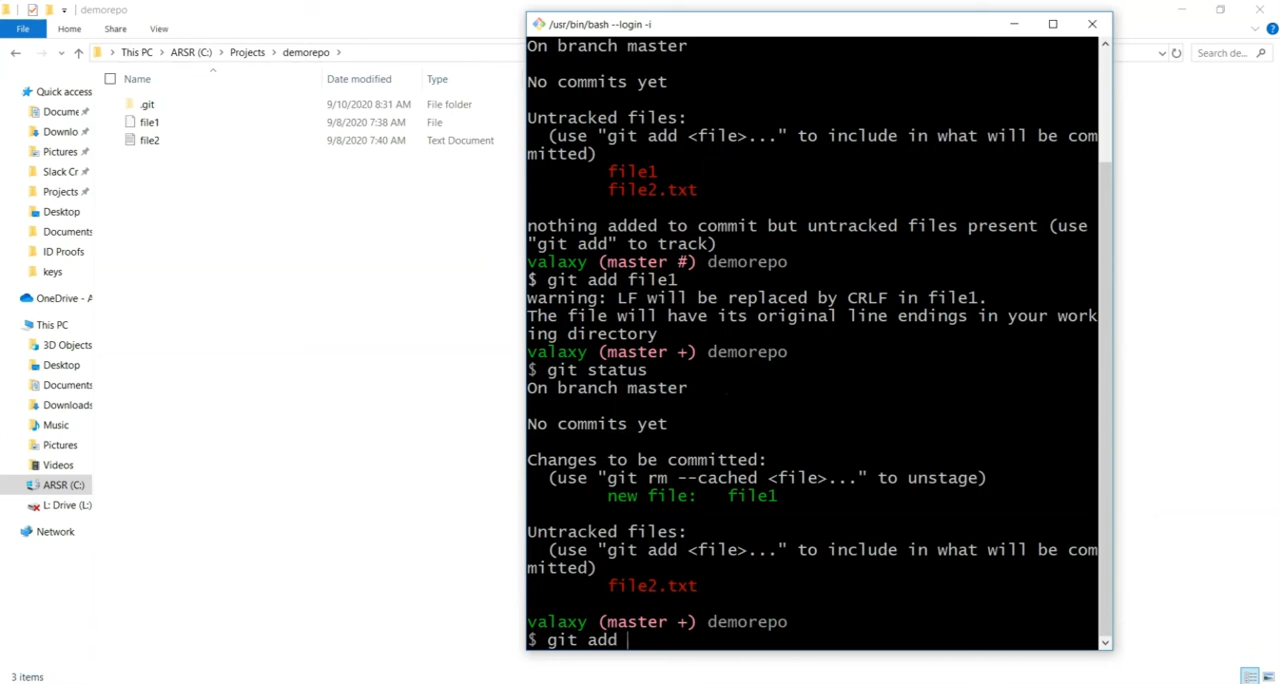 demorepo
File
Home
Share
View
This PC
ARSR (C:)
Projects
demorepo
Search de...
Name
Date modified
Type
.git
9/10/2020 8:31 AM
File folder
file1
9/8/2020 7:38 AM
File
file2
9/8/2020 7:40 AM
Text Document
Quick access
Docume
Downlo
Pictures
Slack Cr
Projects
Desktop
Documents
ID Proofs
keys
OneDrive - A
This PC
3D Objects
Desktop
Documents
Downloads
Music
Pictures
Videos
ARSR (C:)
L: Drive (L:)
Network
3 items
/usr/bin/bash --login -i
On branch master
No commits yet
Untracked files:
(use "git add <file>..." to include in what will be com
mitted)
file1
file2.txt
nothing added to commit but untracked files present (use
"git add" to track)
valaxy (master #) demorepo
$ git add file1
warning: LF will be replaced by CRLF in file1.
The file will have its original line endings in your work
ing directory
valaxy (master +) demorepo
$ git status
On branch master
No commits yet
Changes to be committed:
(use "git rm --cached <file>..." to unstage)
new file:   file1
Untracked files:
(use "git add <file>..." to include in what will be com
mitted)
file2.txt
valaxy (master +) demorepo
$ git add